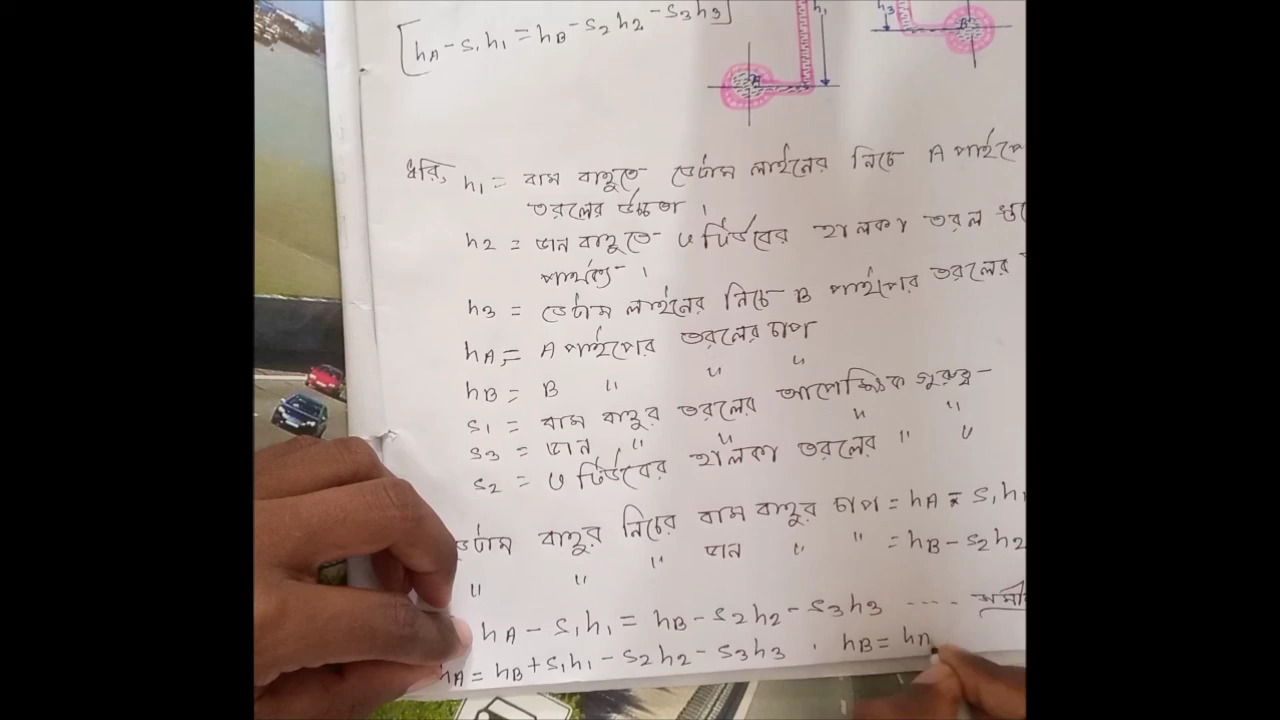 [hA - S1h1 = hB - S2h2 - S3h3]
h1
h3
A
B
ধরি, h1 = বাম বাহুতে ডেটাম লাইনের নিচে A পাইপে
তরলের উচ্চতা ।
h2 = ডান বাহুতে U টিউবের হালকা তরল
পার্থক্য ।
h3 = ডেটাম লাইনের নিচে B পাইপের তরলের
hA = A পাইপের তরলের চাপ
hB = B " " "
S1 = বাম বাহুর তরলের আপেক্ষিক গুরুত্ব
S3 = ডান " " " "
S2 = U টিউবের হালকা তরলের " "
ডেটাম বাহুর নিচের বাম বাহুর চাপ = hA - S1h1
" " " ডান " " = hB - S2h2
hA - S1h1 = hB - S2h2 - S3h3 ....
hA = hB + S1h1 - S2h2 - S3h3 . hB = hA